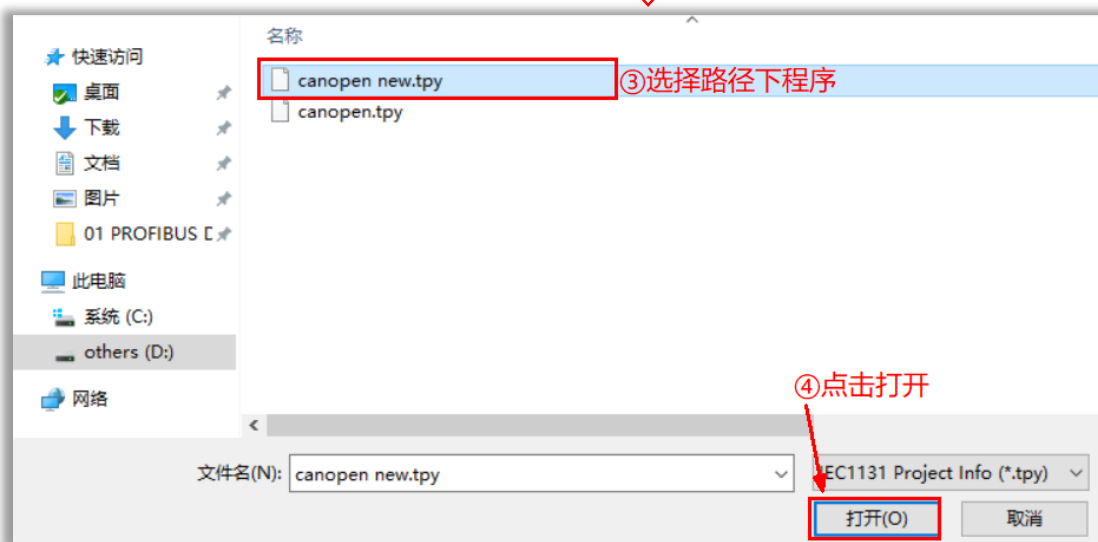 名称
快速访问
canopen new.tpy
③选择路径下程序
桌面
canopen.tpy
下载
文档
图片
01 PROFIBUS D
此电脑
系统 (C:)
others (D:)
④点击打开
网络
文件名(N):
canopen new.tpy
IEC1131 Project Info (*.tpy)
打开(O)
取消